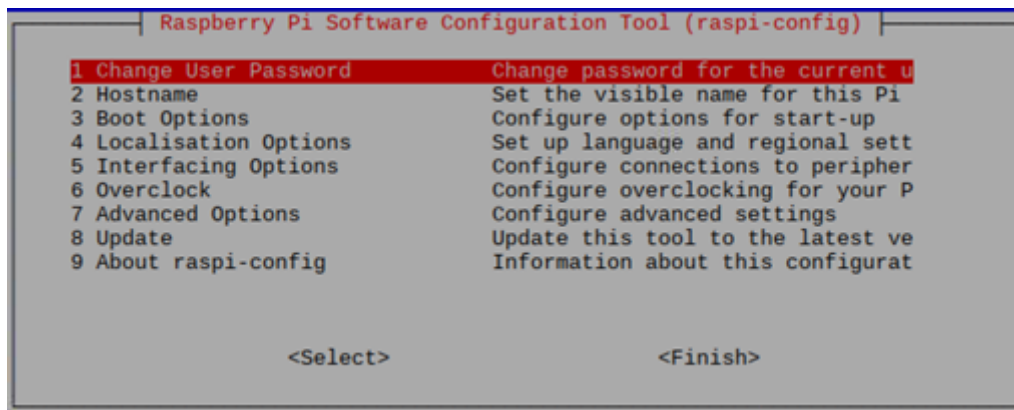 Raspberry Pi Software Configuration Tool (raspi-config)
1 Change User Password Change password for the current u
2 Hostname Set the visible name for this Pi
3 Boot Options Configure options for start-up
4 Localisation Options Set up language and regional sett
5 Interfacing Options Configure connections to peripher
6 Overclock Configure overclocking for your P
7 Advanced Options Configure advanced settings
8 Update Update this tool to the latest ve
9 About raspi-config Information about this configurat
<Select> <Finish>